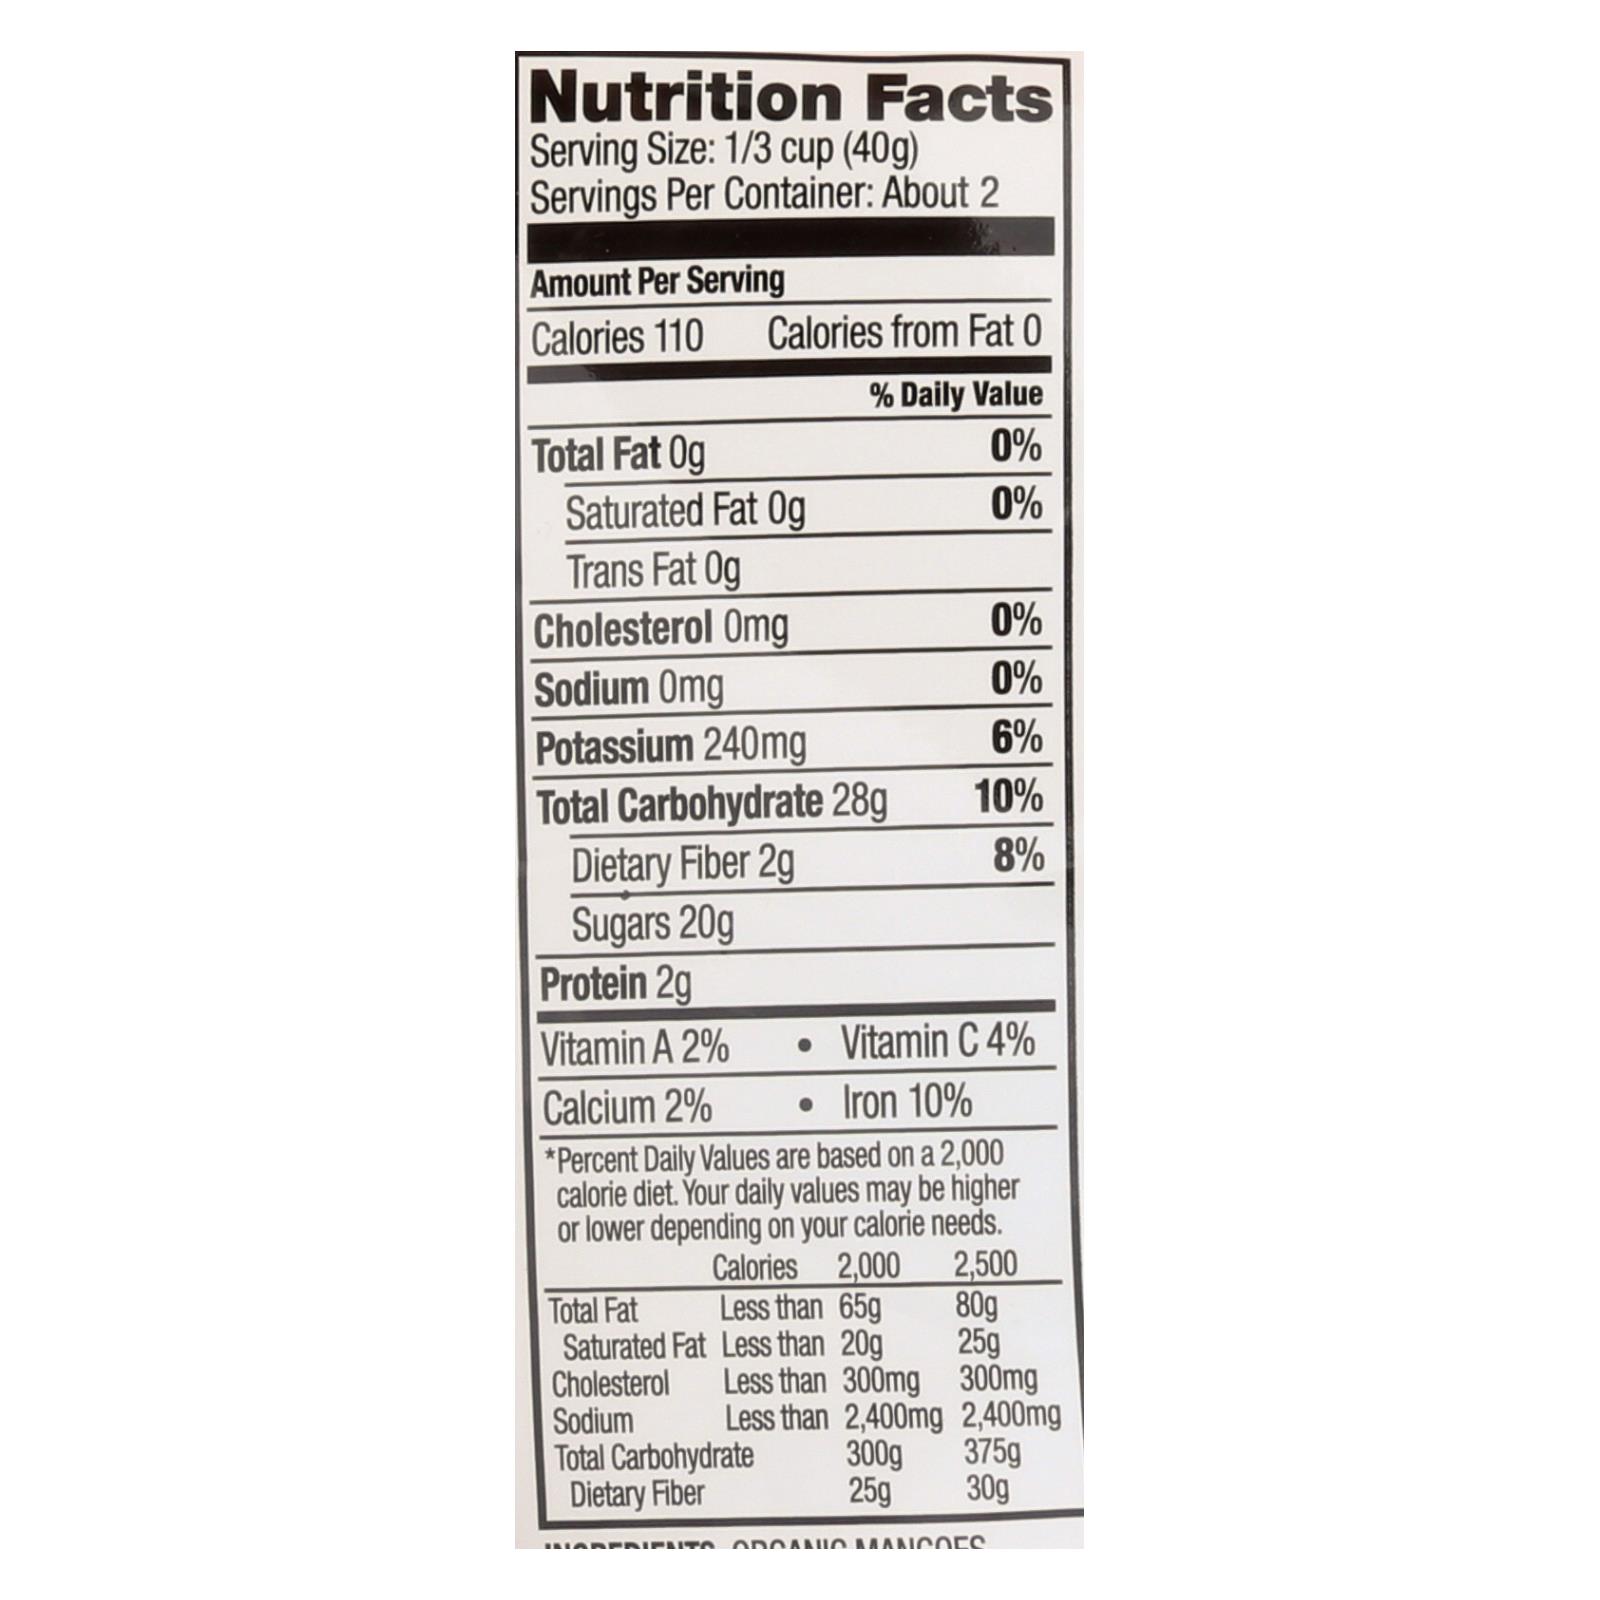 Nutrition Facts
Serving Size: 1/3 cup (40g)
Servings Per Container: About 2
Amount Per Serving
Calories 110 Calories from Fat 0
% Daily Value
Total Fat 0g 0%
Saturated Fat 0g 0%
Trans Fat 0g
Cholesterol 0mg 0%
Sodium 0mg 0%
Potassium 240mg 6%
Total Carbohydrate 28g 10%
Dietary Fiber 2g 8%
Sugars 20g
Protein 2g
Vitamin A 2% • Vitamin C 4%
Calcium 2% • Iron 10%
*Percent Daily Values are based on a 2,000
calorie diet. Your daily values may be higher
or lower depending on your calorie needs.
Calories 2,000 2,500
Total Fat Less than 65g 80g
Saturated Fat Less than 20g 25g
Cholesterol Less than 300mg 300mg
Sodium Less than 2,400mg 2,400mg
Total Carbohydrate 300g 375g
Dietary Fiber 25g 30g
INGREDIENTS ORGANIC MANGOES